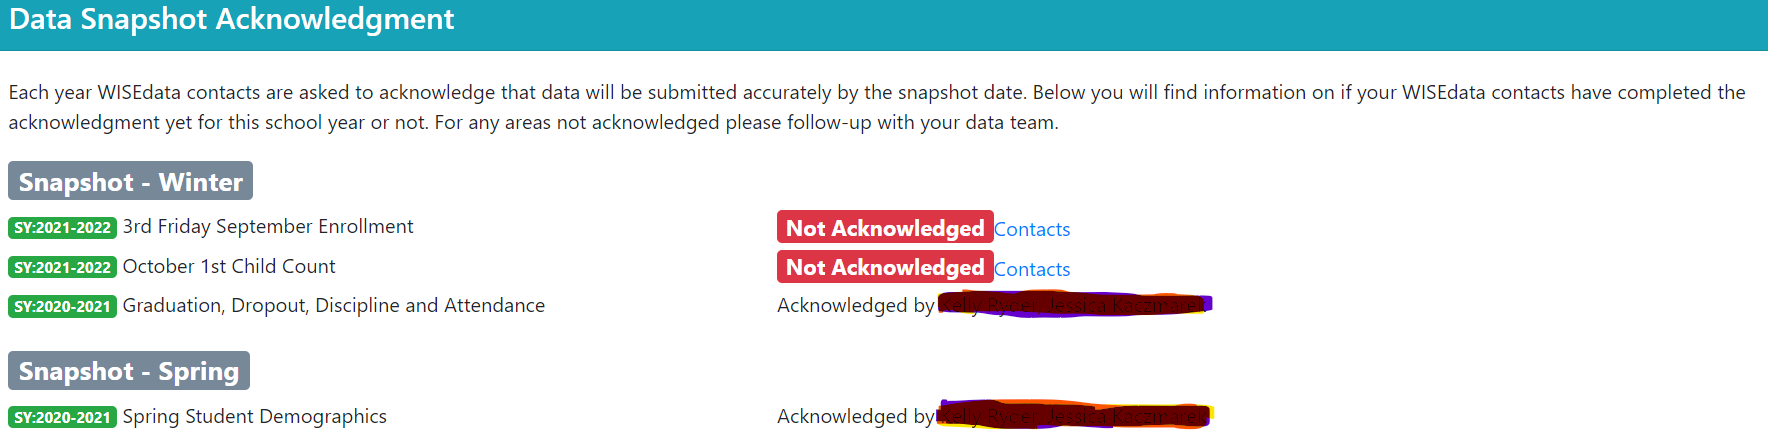 Data Snapshot Acknowledgment
Each year WISEdata contacts are asked to acknowledge that data will be submitted accurately by the snapshot date. Below you will find information on if your WISEdata contacts have completed the
acknowledgment yet for this school year or not. For any areas not acknowledged please follow-up with your data team.
Snapshot - Winter
SY:2021-2022 3rd Friday September Enrollment Not Acknowledged Contacts
SY:2021-2022 October 1st Child Count Not Acknowledged Contacts
SY:2020-2021 Graduation, Dropout, Discipline and Attendance Acknowledged by
Snapshot - Spring
SY:2020-2021 Spring Student Demographics Acknowledged by